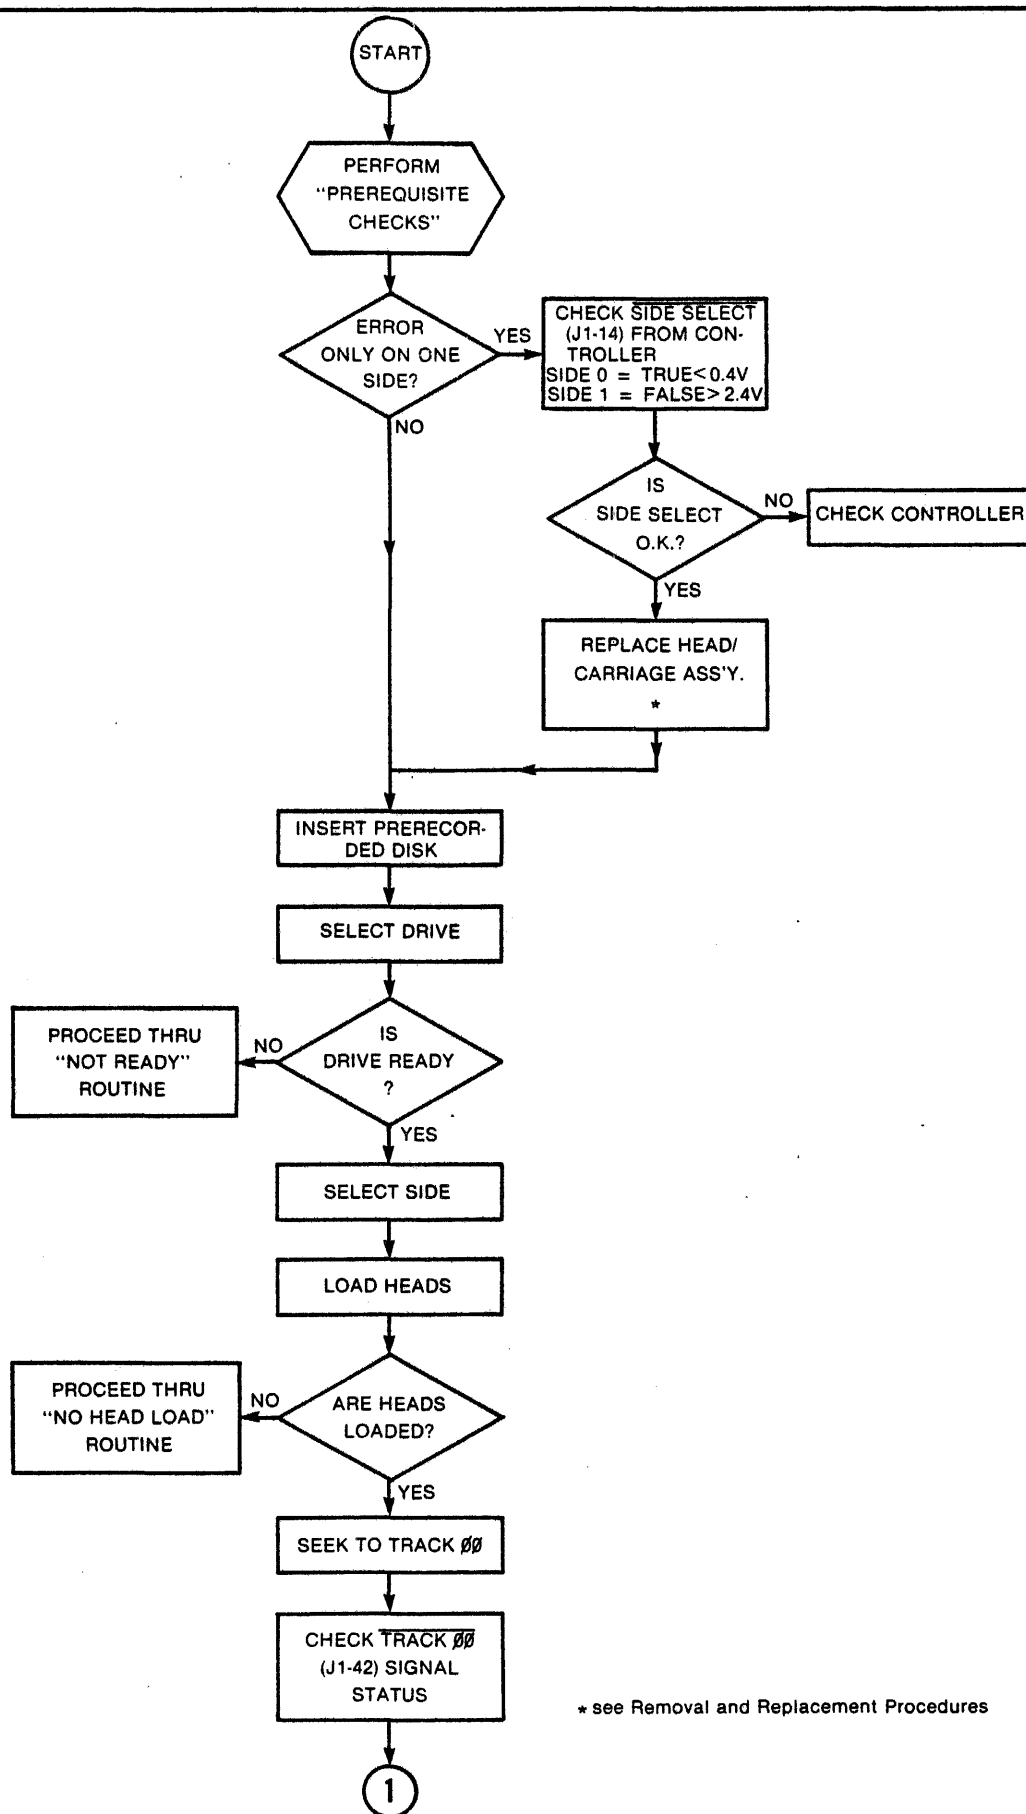 START
PERFORM
“PREREQUISITE
CHECKS”
ERROR
ONLY ON ONE
SIDE?
YES
NO
CHECK SIDE SELECT
(J1-14) FROM CON-
TROLLER
SIDE 0 = TRUE<0.4V
SIDE 1 = FALSE>2.4V
IS
SIDE SELECT
O.K.?
NO
CHECK CONTROLLER
YES
REPLACE HEAD/
CARRIAGE ASS'Y.
*
INSERT PRERECOR-
DED DISK
SELECT DRIVE
IS
DRIVE READY
?
NO
PROCEED THRU
“NOT READY”
ROUTINE
YES
SELECT SIDE
LOAD HEADS
ARE HEADS
LOADED?
NO
PROCEED THRU
“NO HEAD LOAD”
ROUTINE
YES
SEEK TO TRACK ØØ
CHECK TRACK ØØ
(J1-42) SIGNAL
STATUS
* see Removal and Replacement Procedures
1